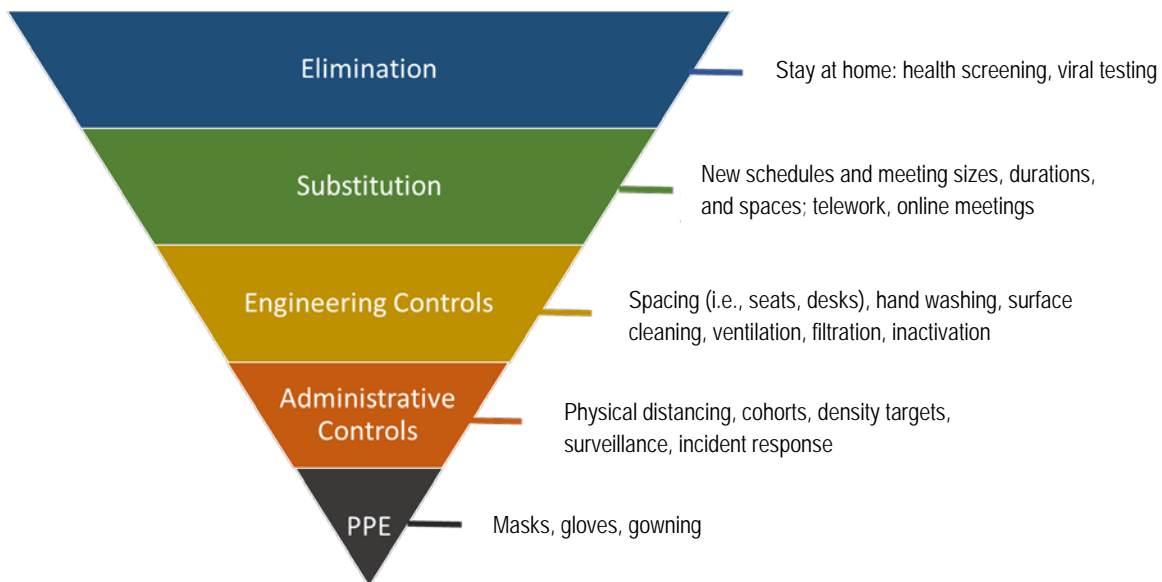 Elimination
Stay at home: health screening, viral testing
Substitution
New schedules and meeting sizes, durations,
and spaces; telework, online meetings
Engineering Controls
Spacing (i.e., seats, desks), hand washing, surface
cleaning, ventilation, filtration, inactivation
Administrative
Controls
Physical distancing, cohorts, density targets,
surveillance, incident response
PPE
Masks, gloves, gowning